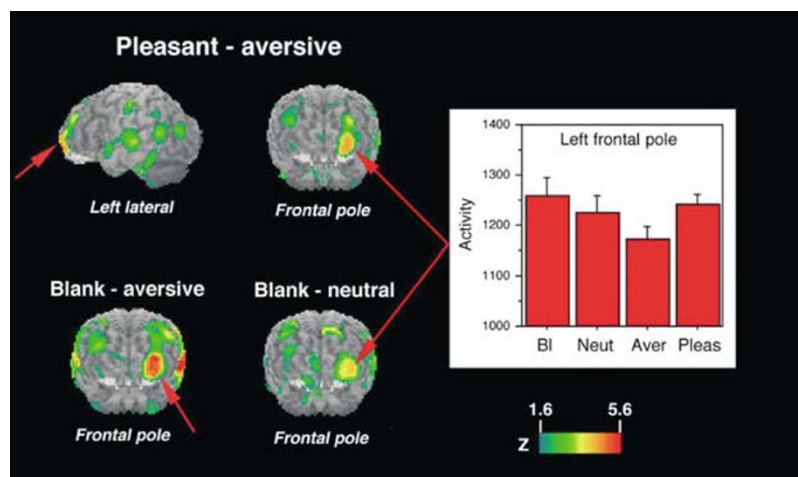 Pleasant - aversive
Left lateral
Frontal pole
Blank - aversive
Blank - neutral
Frontal pole
Frontal pole
Left frontal pole
Activity
1400
1300
1200
1100
1000
Bl Neut Aver Pleas
1.6 5.6
Z